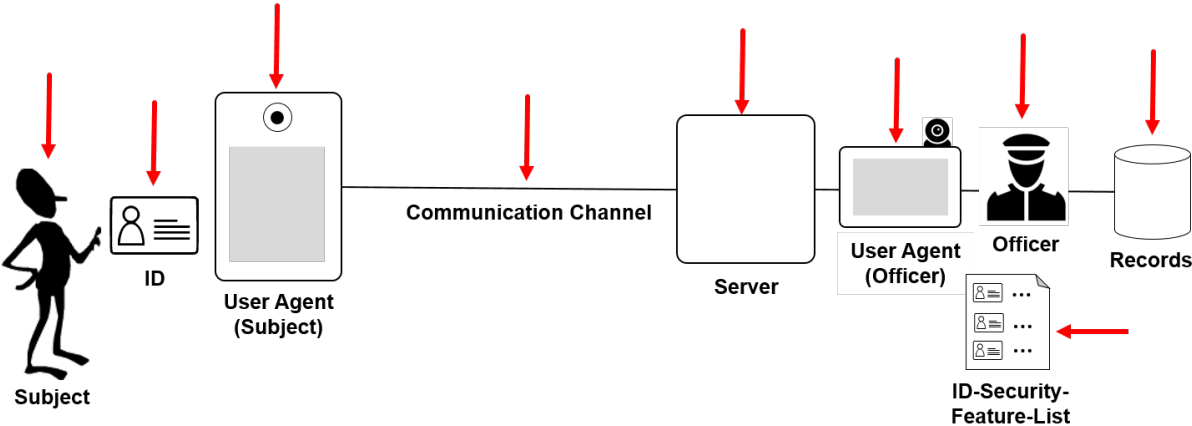 Communication Channel
ID
User Agent
(Subject)
Server
User Agent
(Officer)
Officer
Records
Subject
ID-Security-
Feature-List